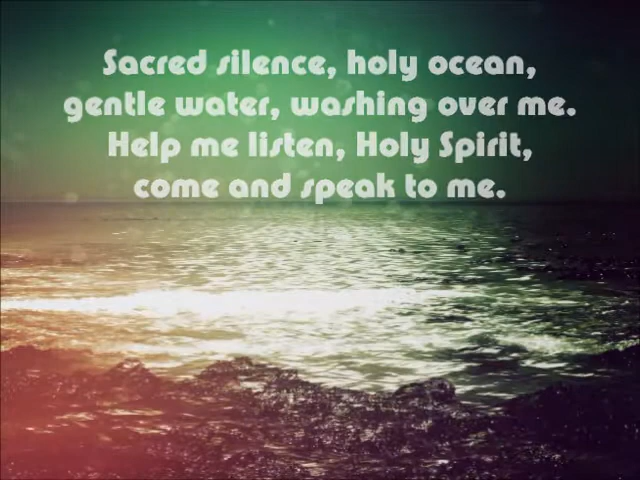 Sacred silence, holy ocean,
gentle water, washing over me.
Help me listen, Holy Spirit,
come and speak to me.